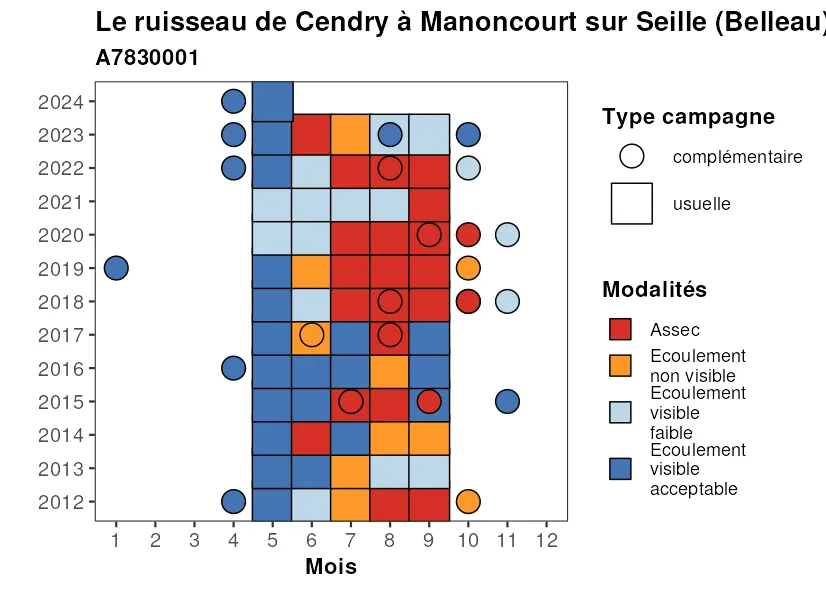 Le ruisseau de Cendry à Manoncourt sur Seille (Belleau)
A7830001
2024
2023
2022
2021
2020
2019
2018
2017
2016
2015
2014
2013
2012
1 2 3 4 5 6 7 8 9 10 11 12
Mois
Type campagne
complémentaire
usuelle
Modalités
Assec
Ecoulement
non visible
Ecoulement
visible
faible
Ecoulement
visible
acceptable